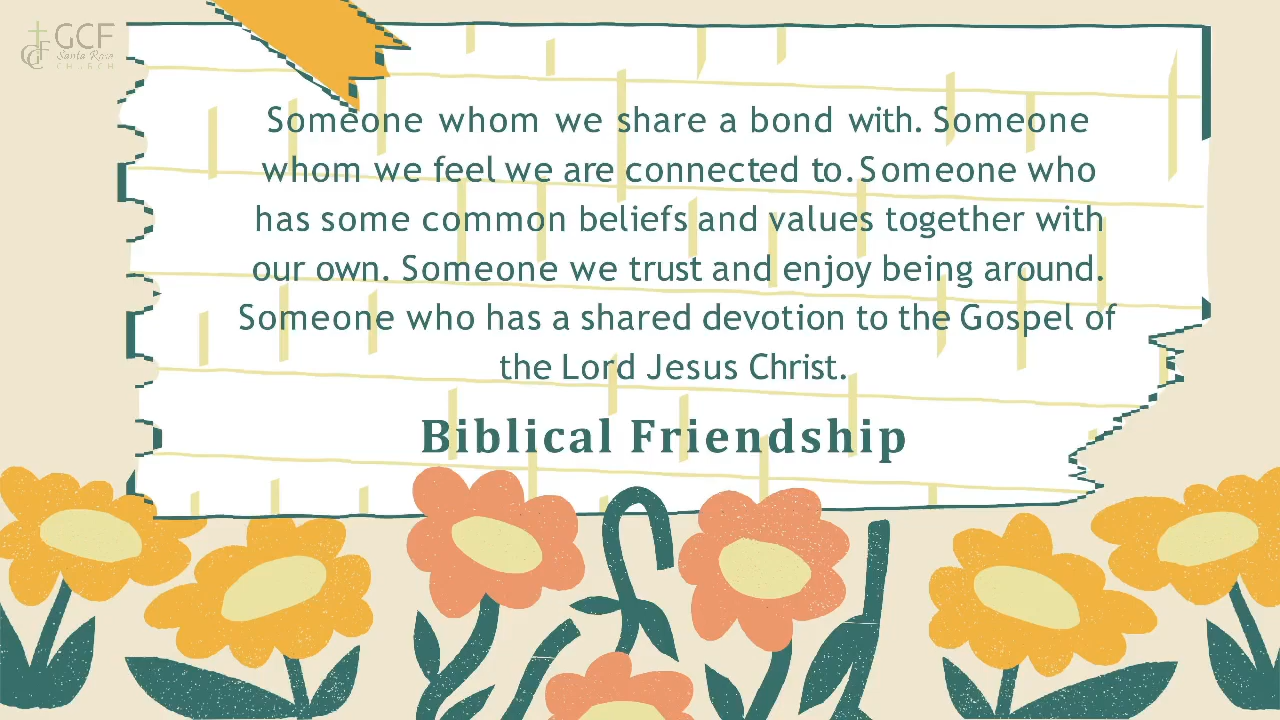 GCF
Santa Rosa
CHURCH
Someone whom we share a bond with. Someone
whom we feel we are connected to. Someone who
has some common beliefs and values together with
our own. Someone we trust and enjoy being around.
Someone who has a shared devotion to the Gospel of
the Lord Jesus Christ.
Biblical Friendship